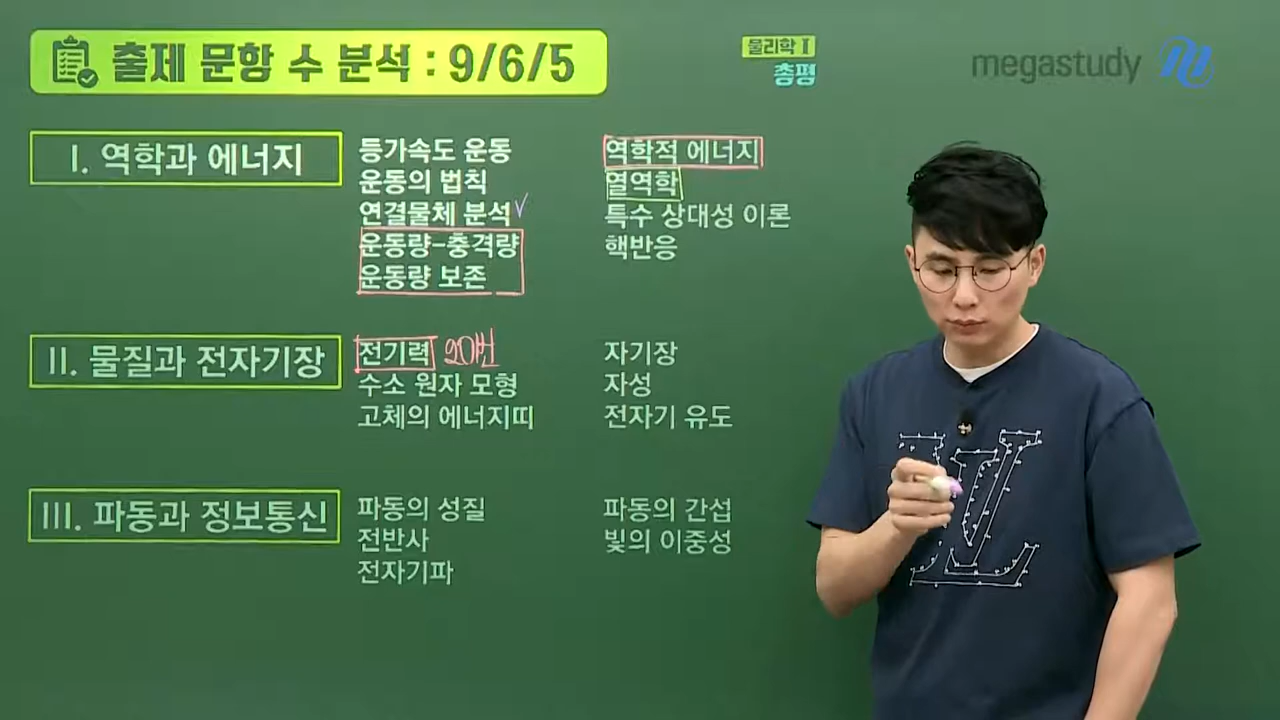 출제 문항 수 분석 : 9/6/5
물리학 I
총평
megastudy
I. 역학과 에너지
등가속도 운동
운동의 법칙
연결물체 분석
운동량-충격량
운동량 보존
역학적 에너지
열역학
특수 상대성 이론
핵반응
II. 물질과 전자기장
전기력 20번
수소 원자 모형
고체의 에너지띠
자기장
자성
전자기 유도
III. 파동과 정보통신
파동의 성질
전반사
전자기파
파동의 간섭
빛의 이중성